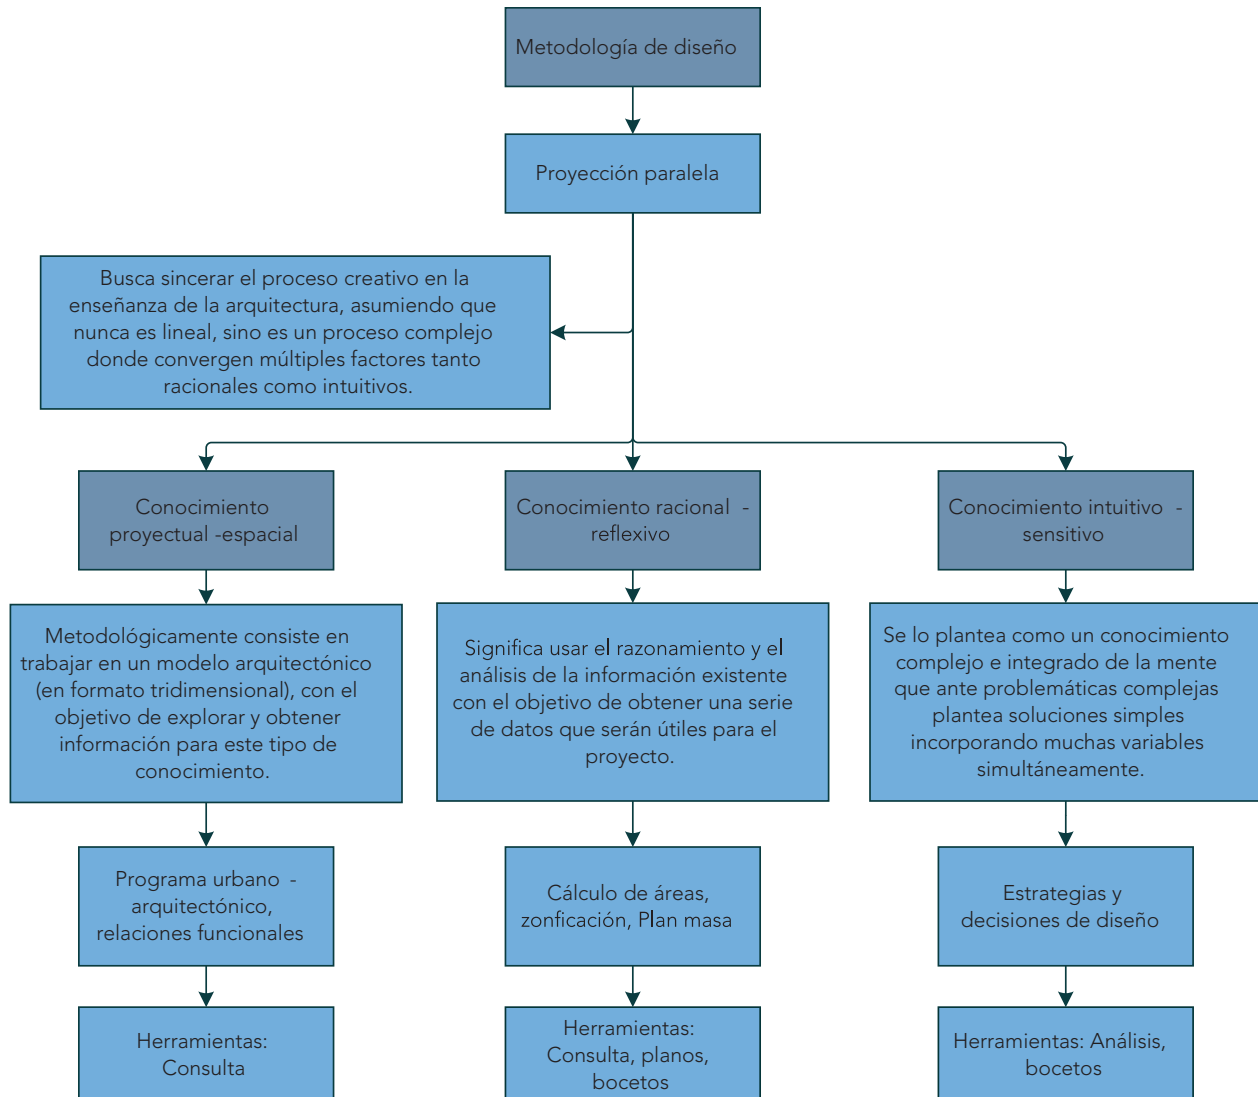 Metodología de diseño
Proyección paralela
Busca sincerar el proceso creativo en la
enseñanza de la arquitectura, asumiendo que
nunca es lineal, sino es un proceso complejo
donde convergen múltiples factores tanto
racionales como intuitivos.
Conocimiento
proyectual -espacial
Conocimiento racional -
reflexivo
Conocimiento intuitivo -
sensitivo
Metodológicamente consiste en
trabajar en un modelo arquitectónico
(en formato tridimensional), con el
objetivo de explorar y obtener
información para este tipo de
conocimiento.
Significa usar el razonamiento y el
análisis de la información existente
con el objetivo de obtener una serie
de datos que serán útiles para el
proyecto.
Se lo plantea como un conocimiento
complejo e integrado de la mente
que ante problemáticas complejas
plantea soluciones simples
incorporando muchas variables
simultáneamente.
Programa urbano -
arquitectónico,
relaciones funcionales
Cálculo de áreas,
zonficación, Plan masa
Estrategias y
decisiones de diseño
Herramientas:
Consulta
Herramientas:
Consulta, planos,
bocetos
Herramientas: Análisis,
bocetos